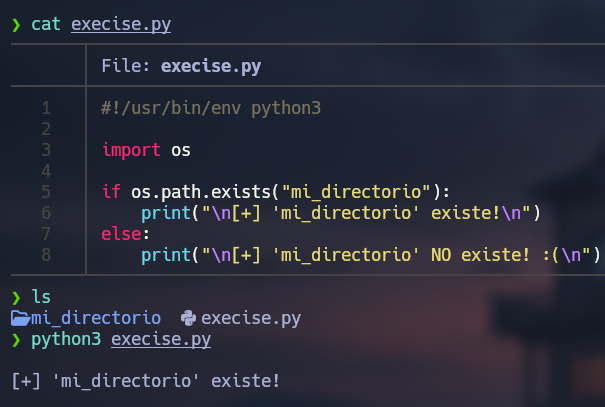 ❯ cat execise.py
File: execise.py
1 #!/usr/bin/env python3
2
3 import os
4
5 if os.path.exists("mi_directorio"):
6     print("\n[+] 'mi_directorio' existe!\n")
7 else:
8     print("\n[+] 'mi_directorio' NO existe! :(\n")
❯ ls
mi_directorio execise.py
❯ python3 execise.py
[+] 'mi_directorio' existe!